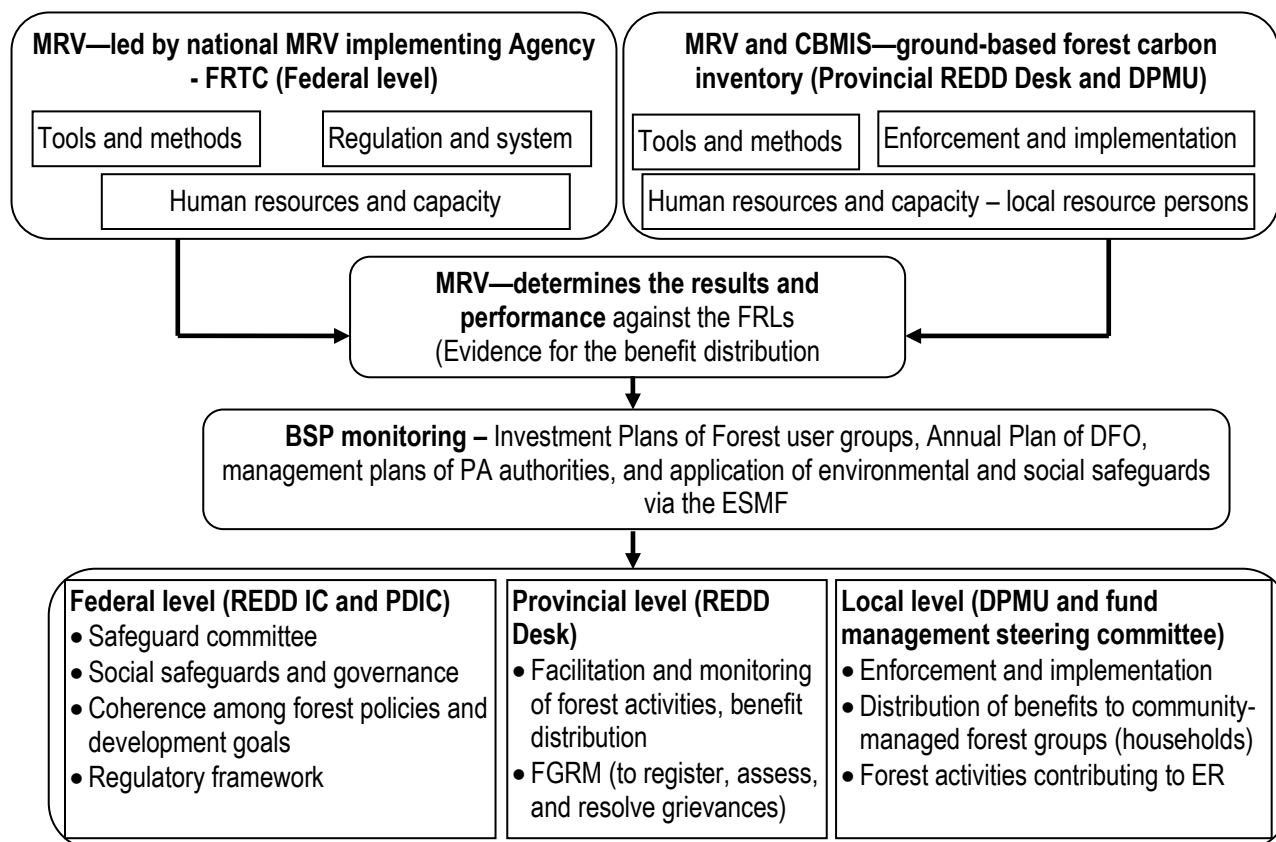 MRV—led by national MRV implementing Agency
- FRTC (Federal level)
Tools and methods
Regulation and system
Human resources and capacity
MRV and CBMIS—ground-based forest carbon
inventory (Provincial REDD Desk and DPMU)
Tools and methods
Enforcement and implementation
Human resources and capacity – local resource persons
MRV—determines the results and
performance against the FRLs
(Evidence for the benefit distribution
BSP monitoring – Investment Plans of Forest user groups, Annual Plan of DFO,
management plans of PA authorities, and application of environmental and social safeguards
via the ESMF
Federal level (REDD IC and PDIC)
• Safeguard committee
• Social safeguards and governance
• Coherence among forest policies and
development goals
• Regulatory framework
Provincial level (REDD
Desk)
• Facilitation and monitoring
of forest activities, benefit
distribution
• FGRM (to register, assess,
and resolve grievances)
Local level (DPMU and fund
management steering committee)
• Enforcement and implementation
• Distribution of benefits to community-
managed forest groups (households)
• Forest activities contributing to ER